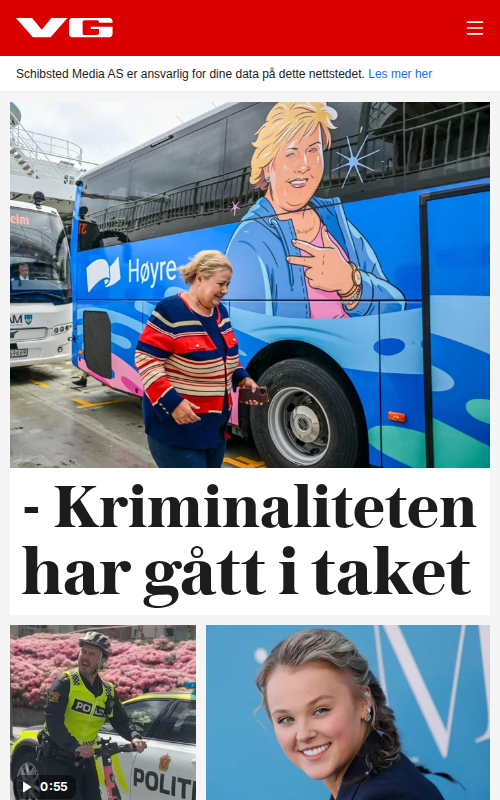 VG
Schibsted Media AS er ansvarlig for dine data på dette nettstedet. Les mer her
Høyre
- Kriminaliteten
har gått i taket
POLITI
POLITI
0:55